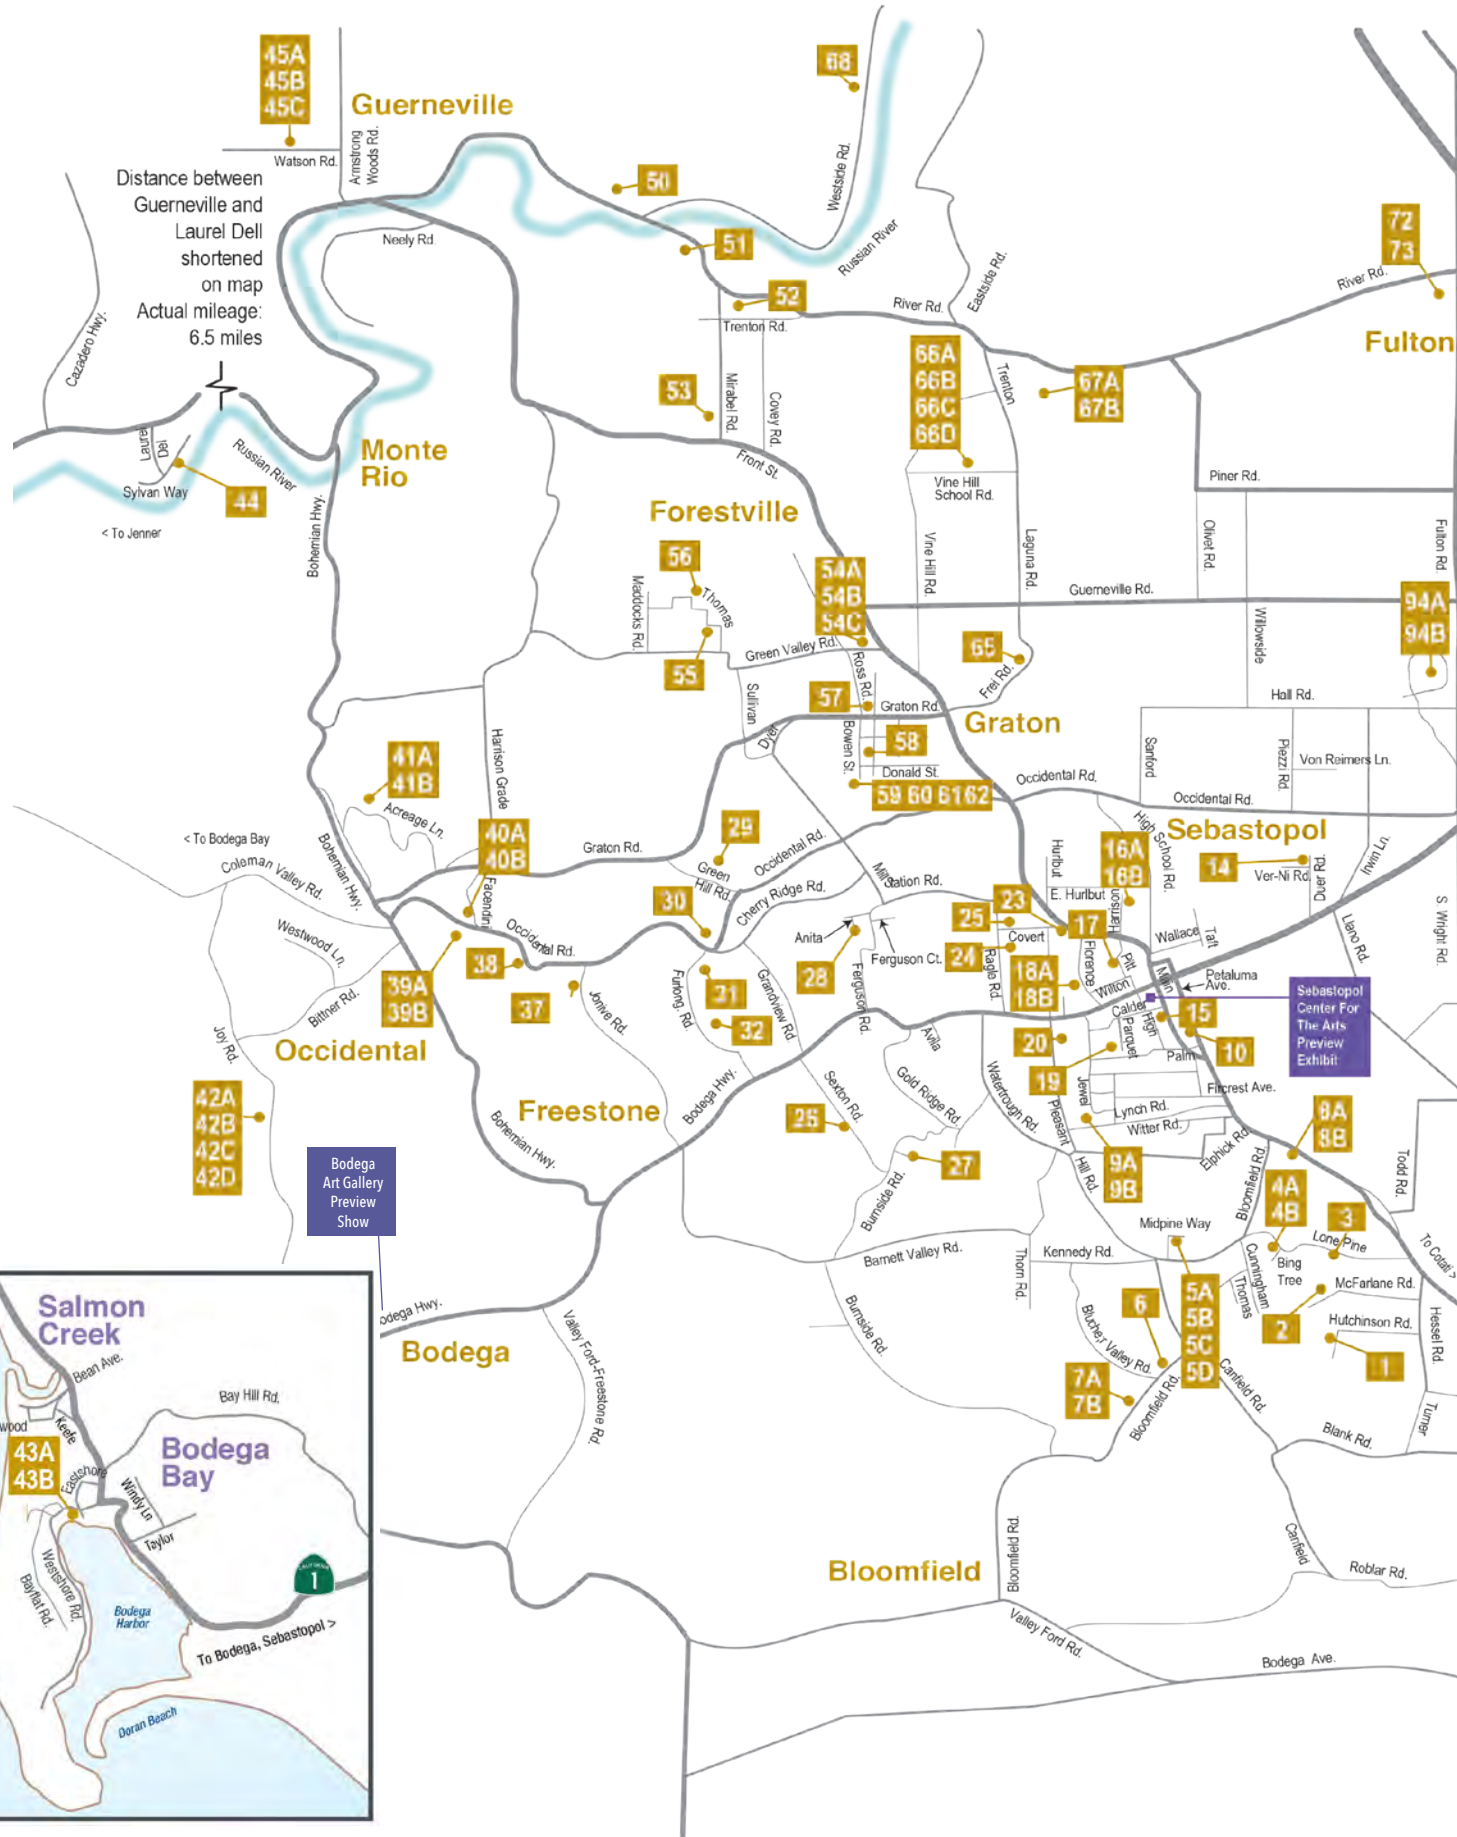 45A
45B
45C
Guerneville
68
Watson Rd.
Armstrong
Woods Rd.
Distance between
Guerneville and
Laurel Dell
shortened
on map
Actual mileage:
6.5 miles
50
Westside Rd.
Russian River
51
Neely Rd.
52
River Rd.
Eastside Rd.
Trenton Rd.
72
73
River Rd.
Fulton
Cazadero Hwy.
53
Mirabel Rd.
Covey Rd.
66A
66B
66C
66D
Trenton
67A
67B
Front St.
Monte
Rio
Laurel
Dell
Russian River
Sylvan Way
44
< To Jenner
Bohemian Hwy.
Vine Hill
School Rd.
Piner Rd.
Forestville
Vine Hill Rd.
Laguna Rd.
Olivet Rd.
Fulton Rd.
56
Maddocks Rd.
Thomas
55
54A
54B
54C
Guerneville Rd.
Willowside
94A
94B
Green Valley Rd.
Ross Rd.
65
Frei Rd.
Hall Rd.
Sullivan
57
Graton Rd.
Graton
Dyer
Bowen St.
58
Donald St.
59 60 61 62
Harrison Grade
41A
41B
Acreage Ln.
Sanford
Piezzi Rd.
Von Reimers Ln.
Occidental Rd.
Occidental Rd.
Sebastopol
< To Bodega Bay
Coleman Valley Rd.
Bohemian Hwy.
40A
40B
Facendini
Graton Rd.
29
Green
Hill Rd.
Occidental Rd.
Cherry Ridge Rd.
Mill Station Rd.
Hurlbut
E. Hurlbut
16A
16B
High School Rd.
14
Ver-Ni Rd.
Duer Rd.
Irwin Ln.
S. Wright Rd.
Llano Rd.
Westwood Ln.
Bittner Rd.
Joy Rd.
39A
39B
38
Occidental Rd.
37
Jonive Rd.
30
Furlong. Rd.
31
32
Grandview Rd.
Anita
28
Ferguson Ct.
Ferguson Rd.
23
25
24
Covert
Ragle Rd.
17
Hanson
Florence
Pitt
18A
18B
Wilton
Wallace
Taft
Main
Petaluma
Ave.
Calder
High
Parquet
15
10
Palm
Sebastopol
Center For
The Arts
Preview
Exhibit
20
19
Jewel
Fircrest Ave.
Lynch Rd.
Witter Rd.
Elphick Rd.
Occidental
42A
42B
42C
42D
Freestone
Bohemian Hwy.
Bodega Hwy.
Avila
Gold Ridge Rd.
Sexton Rd.
26
27
Burnside Rd.
Watertrough Rd.
Pleasant
Hill Rd.
9A
9B
8A
8B
Bloomfield Rd.
4A
4B
3
Lone Pine
Todd Rd.
To Cotati >
Bodega
Art Gallery
Preview
Show
Barnett Valley Rd.
Thorn Rd.
Kennedy Rd.
Midpine Way
Cunningham
Thomas
Bing
Tree
McFarlane Rd.
2
Hutchinson Rd.
1
Hessel Rd.
Turner
5A
5B
5C
5D
6
Blucher Valley Rd.
7A
7B
Bloomfield Rd.
Canfield Rd.
Blank Rd.
Burnside Rd.
odega Hwy.
Bodega
Valley Ford-Freestone Rd.
Salmon
Creek
Bean Ave.
Bay Hill Rd.
wood
Keefe
43A
43B
Eastshore
Bodega
Bay
Windy Ln
Taylor
Westshore Rd.
Bayflat Rd.
Bodega
Harbor
CALIFORNIA
1
To Bodega, Sebastopol >
Doran Beach
Bloomfield
Bloomfield Rd.
Canfield
Roblar Rd.
Valley Ford Rd.
Bodega Ave.